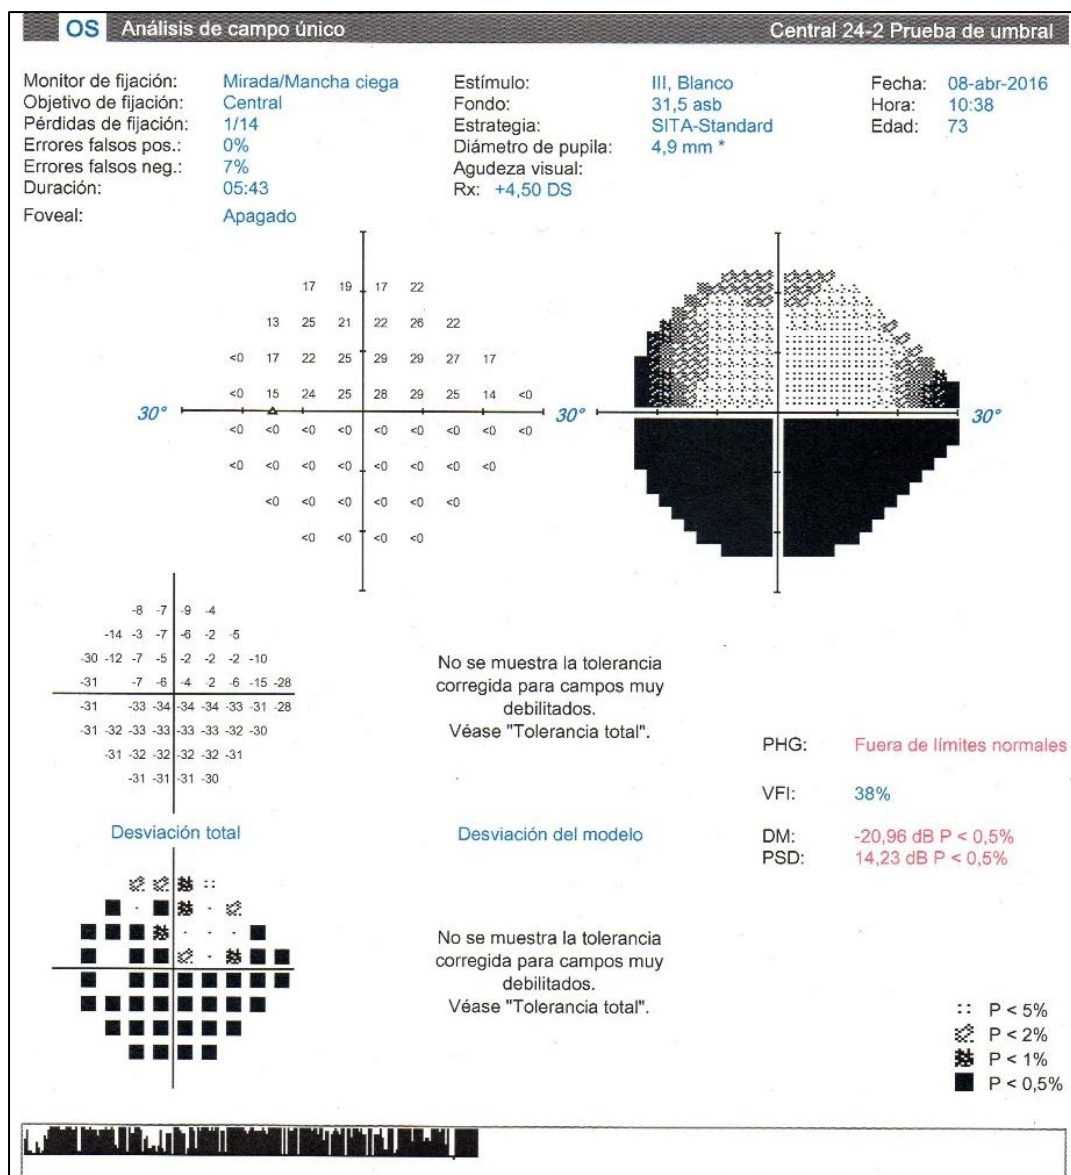 OS Análisis de campo único Central 24-2 Prueba de umbral
Monitor de fijación: Mirada/Mancha ciega Estímulo: III, Blanco Fecha: 08-abr-2016
Objetivo de fijación: Central Fondo: 31,5 asb Hora: 10:38
Pérdidas de fijación: 1/14 Estrategia: SITA-Standard Edad: 73
Errores falsos pos.: 0% Diámetro de pupila: 4,9 mm *
Errores falsos neg.: 7% Agudeza visual:
Duración: 05:43 Rx: +4,50 DS
Foveal: Apagado
17 19 17 22
13 25 21 22 26 22
<0 17 22 25 29 29 27 17
<0 15 24 25 28 29 25 14 <0
30° 30° 30°
<0 <0 <0 <0 <0 <0 <0 <0 <0
<0 <0 <0 <0 <0 <0 <0 <0
<0 <0 <0 <0 <0 <0
<0 <0 <0 <0
-8 -7 -9 -4
-14 -3 -7 -6 -2 -5
-30 -12 -7 -5 -2 -2 -2 -10
-31 -7 -6 -4 -2 -6 -15 -28
-31 -33 -34 -34 -34 -33 -31 -28
-31 -32 -33 -33 -33 -33 -32 -30
-31 -32 -32 -32 -32 -31
-31 -31 -31 -30
No se muestra la tolerancia
corregida para campos muy
debilitados.
Véase "Tolerancia total".
PHG: Fuera de límites normales
VFI: 38%
Desviación total Desviación del modelo DM: -20,96 dB P < 0,5%
PSD: 14,23 dB P < 0,5%
No se muestra la tolerancia
corregida para campos muy
debilitados.
Véase "Tolerancia total".
P < 5%
P < 2%
P < 1%
P < 0,5%